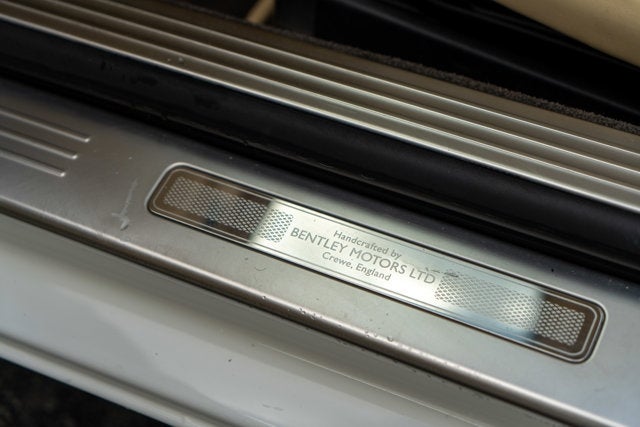 Handcrafted by
BENTLEY MOTORS LTD
Crewe, England